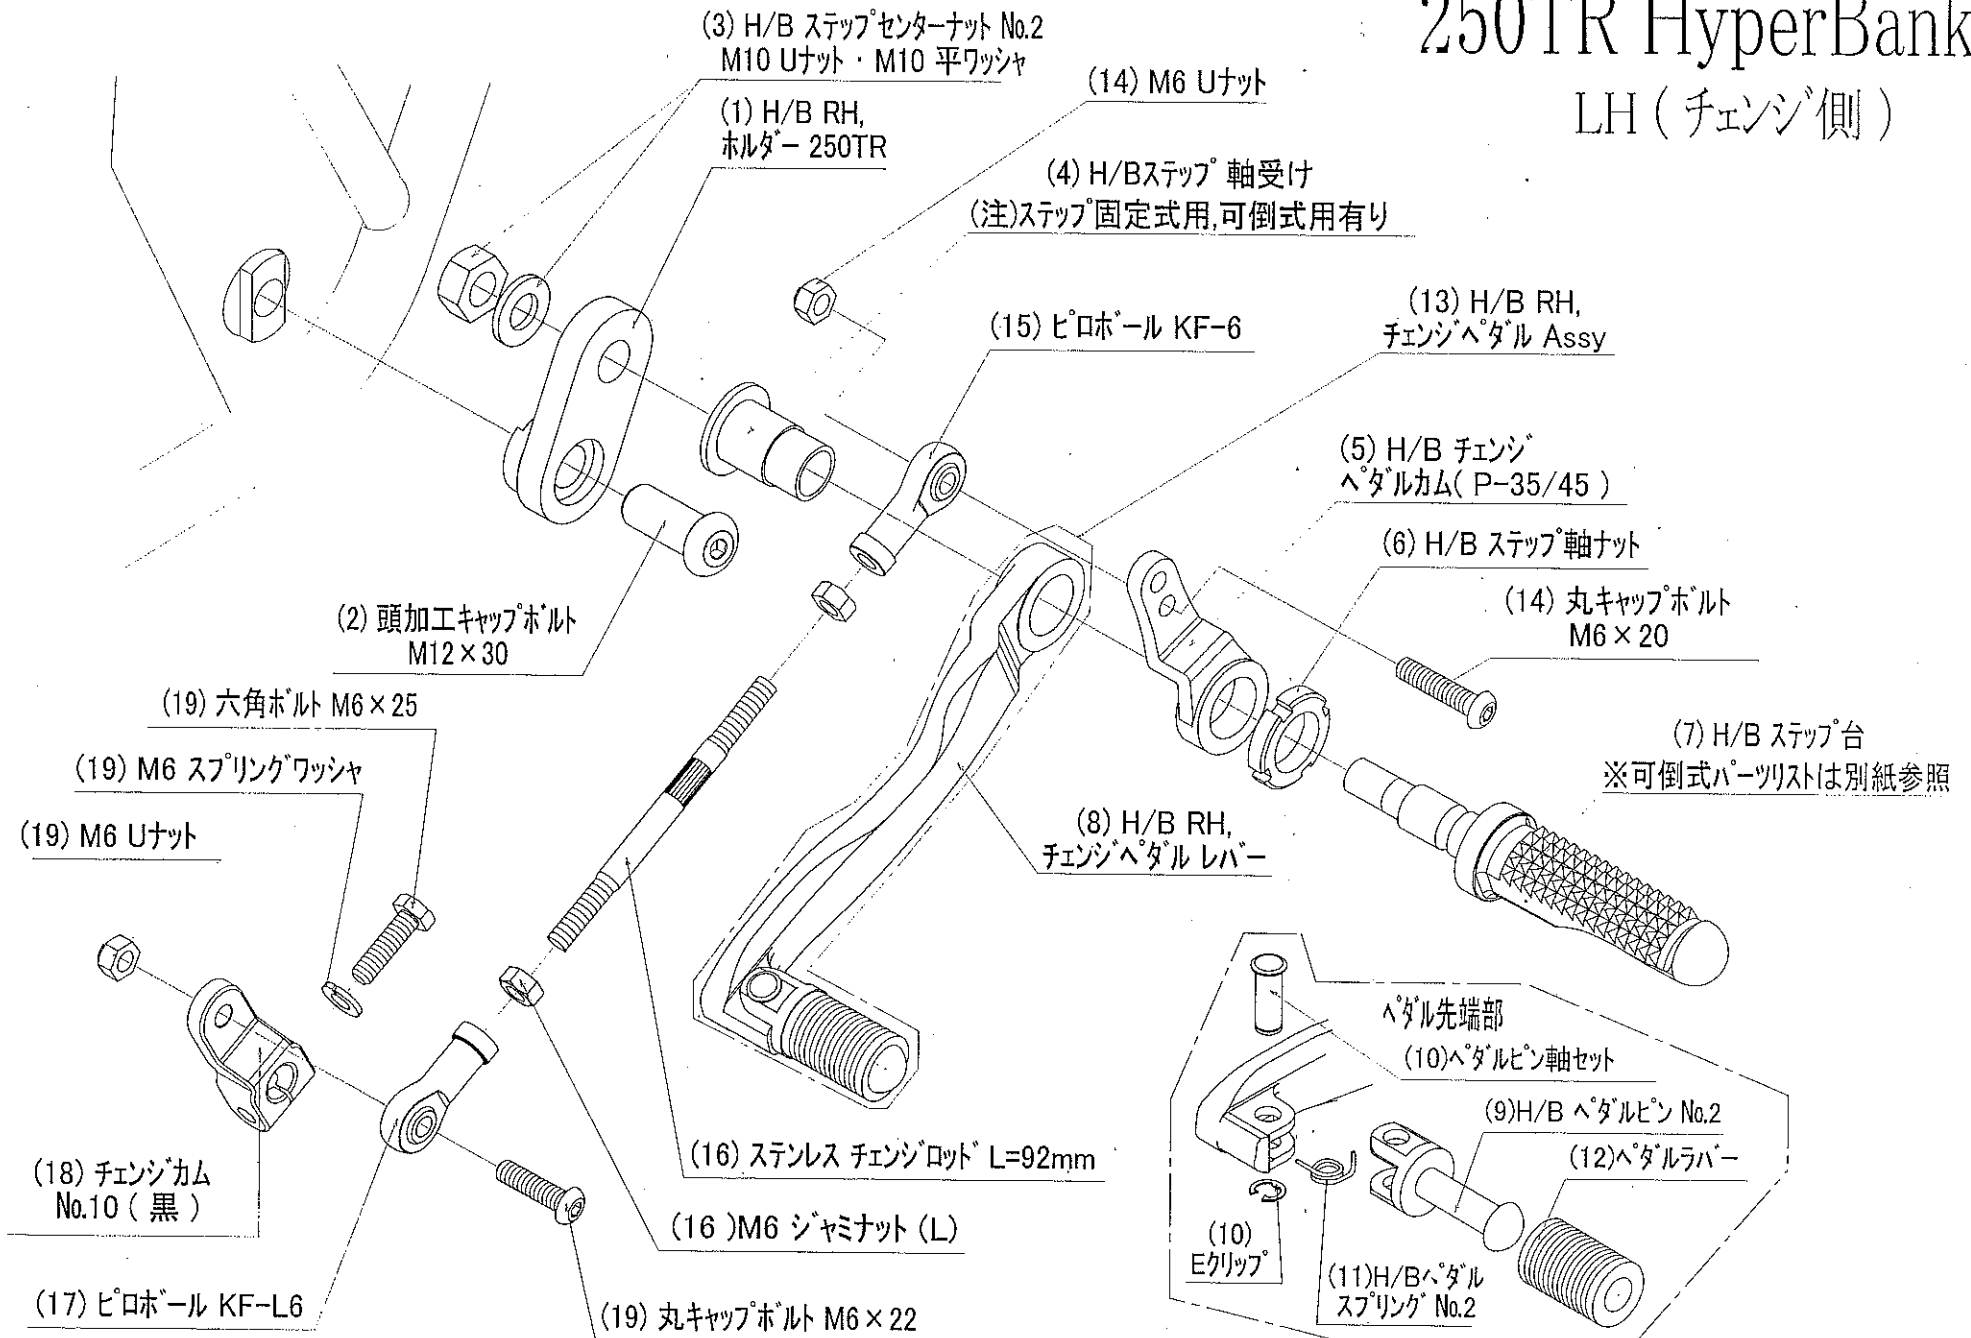 250TR HyperBank
LH ( チェンジ側 )
(3) H/B ステップセンターナット No.2
M10 Uナット・M10 平ワッシャ
(14) M6 Uナット
(1) H/B RH,
ホルダー 250TR
(4) H/Bステップ 軸受け
(注)ステップ固定式用,可倒式用有り
(13) H/B RH,
チェンジペダル Assy
(15) ピロボール KF-6
(5) H/B チェンジ
ペダルカム( P-35/45 )
(6) H/B ステップ軸ナット
(14) 丸キャップボルト
M6×20
(2) 頭加工キャップボルト
M12×30
(19) 六角ボルト M6×25
(7) H/B ステップ台
※可倒式パーツリストは別紙参照
(19) M6 スプリングワッシャ
(19) M6 Uナット
(8) H/B RH,
チェンジペダル レバー
ペダル先端部
(10)ペダルピン軸セット
(9)H/B ペダルピン No.2
(12)ペダルラバー
(16) ステンレス チェンジロッド L=92mm
(18) チェンジカム
No.10 ( 黒 )
(16 )M6 ジャミナット (L)
(10)
Eクリップ
(11)H/Bペダル
スプリング No.2
(17) ピロボール KF-L6
(19) 丸キャップボルト M6×22